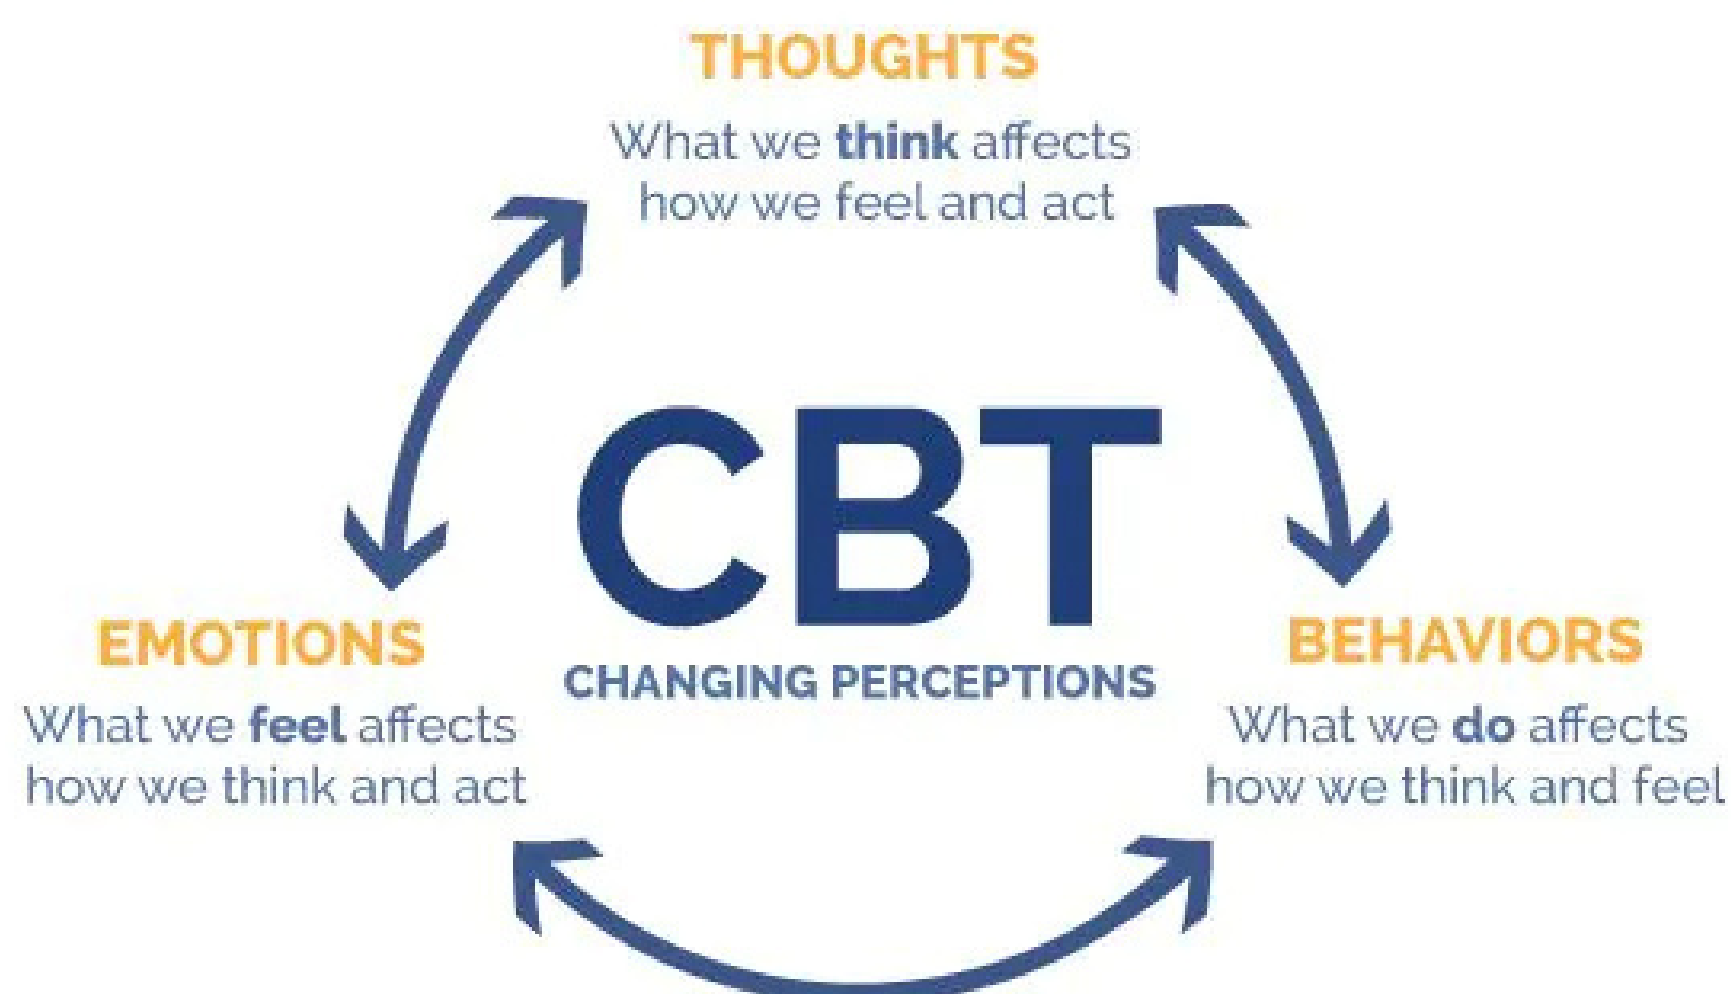 THOUGHTS
What we think affects
how we feel and act
CBT
CHANGING PERCEPTIONS
EMOTIONS
What we feel affects
how we think and act
BEHAVIORS
What we do affects
how we think and feel